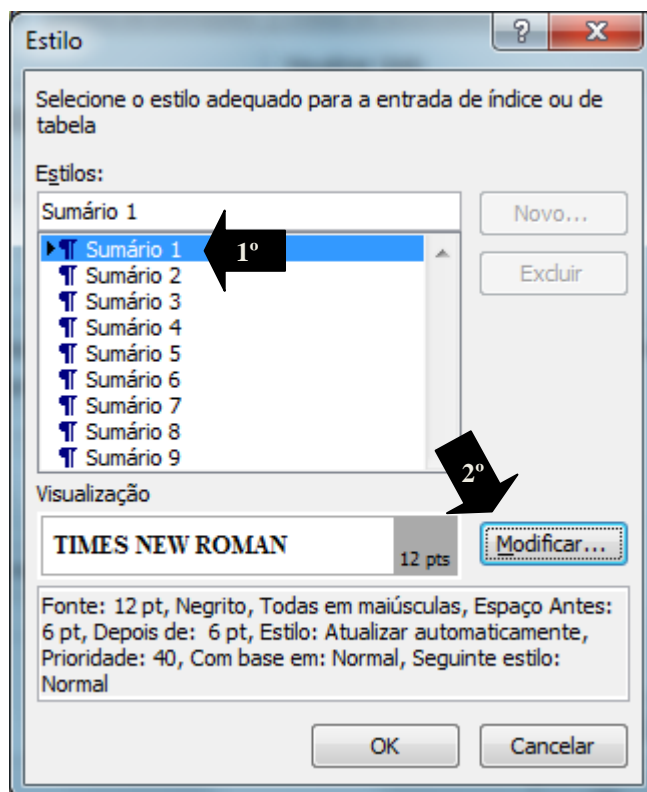 Estilo
Selecione o estilo adequado para a entrada de índice ou de
tabela
Estilos:
Sumário 1
Novo...
Sumário 1
1º
Sumário 2
Excluir
Sumário 3
Sumário 4
Sumário 5
Sumário 6
Sumário 7
Sumário 8
Sumário 9
2º
Visualização
TIMES NEW ROMAN
12 pts
Modificar...
Fonte: 12 pt, Negrito, Todas em maiúsculas, Espaço Antes:
6 pt, Depois de: 6 pt, Estilo: Atualizar automaticamente,
Prioridade: 40, Com base em: Normal, Seguinte estilo:
Normal
OK
Cancelar